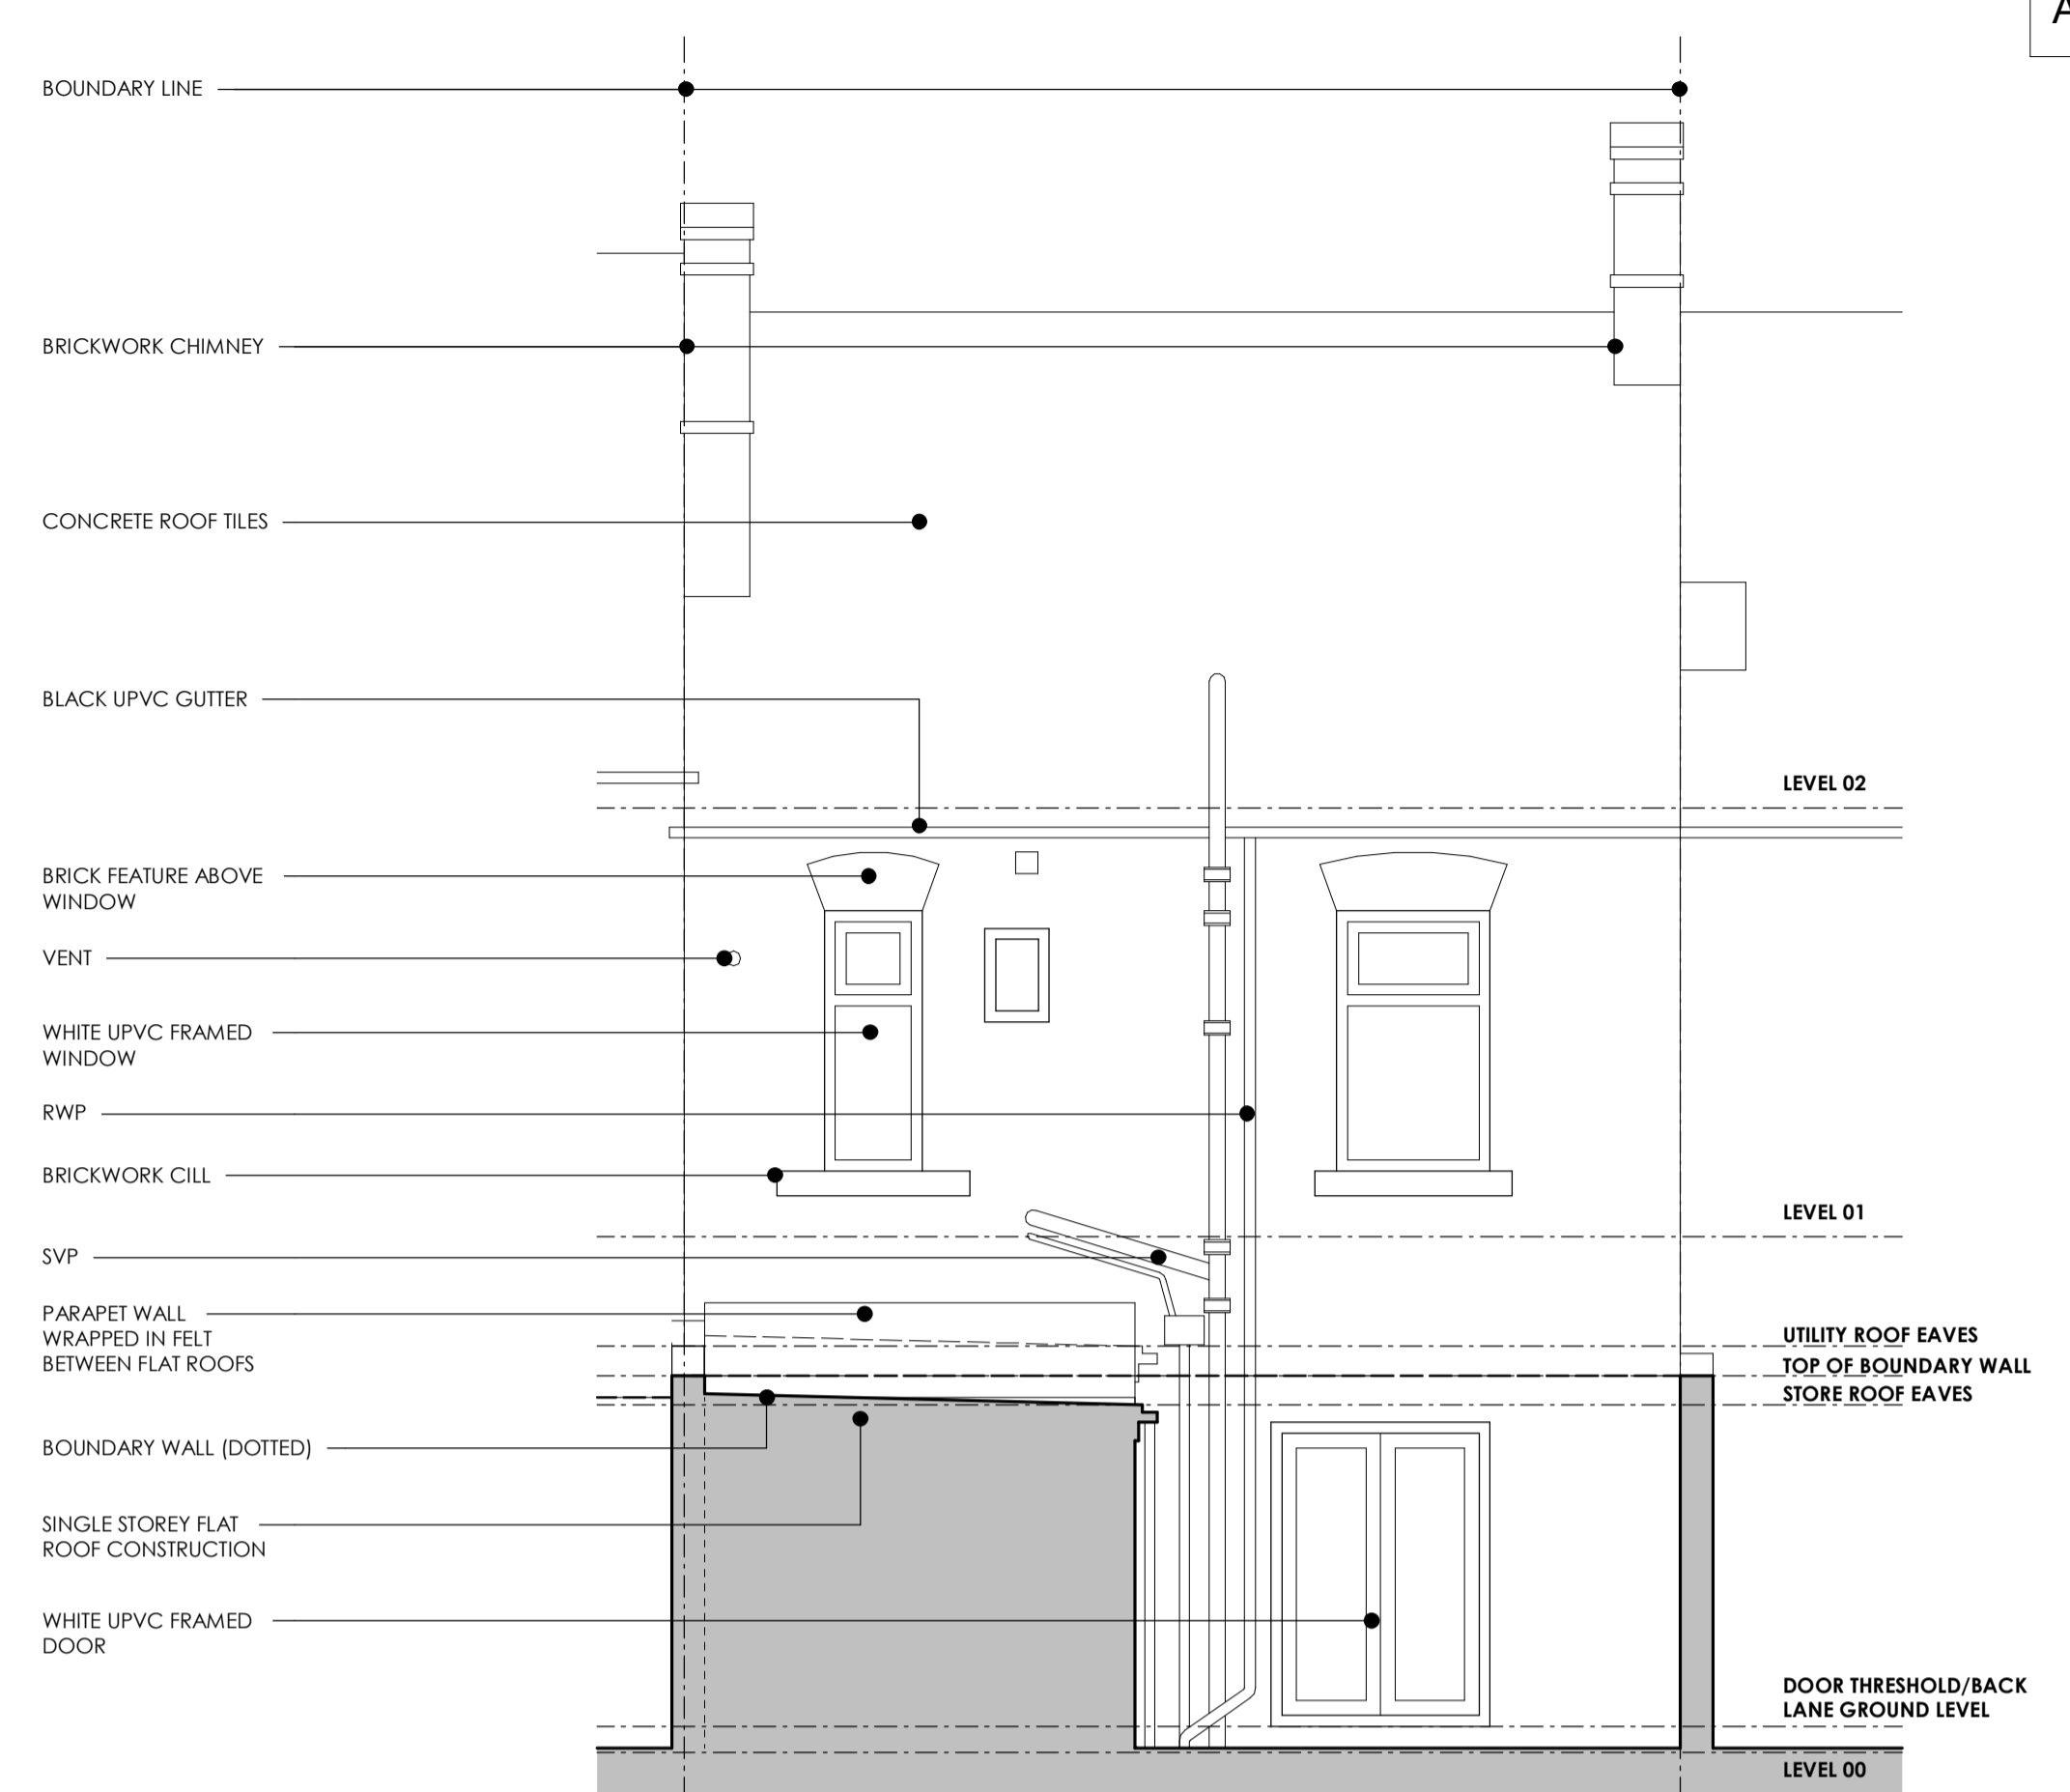 A
BOUNDARY LINE
BRICKWORK CHIMNEY
CONCRETE ROOF TILES
BLACK UPVC GUTTER
LEVEL 02
BRICK FEATURE ABOVE
WINDOW
VENT
WHITE UPVC FRAMED
WINDOW
RWP
BRICKWORK CILL
LEVEL 01
SVP
PARAPET WALL
WRAPPED IN FELT
BETWEEN FLAT ROOFS
UTILITY ROOF EAVES
TOP OF BOUNDARY WALL
STORE ROOF EAVES
BOUNDARY WALL (DOTTED)
SINGLE STOREY FLAT
ROOF CONSTRUCTION
WHITE UPVC FRAMED
DOOR
DOOR THRESHOLD/BACK
LANE GROUND LEVEL
LEVEL 00